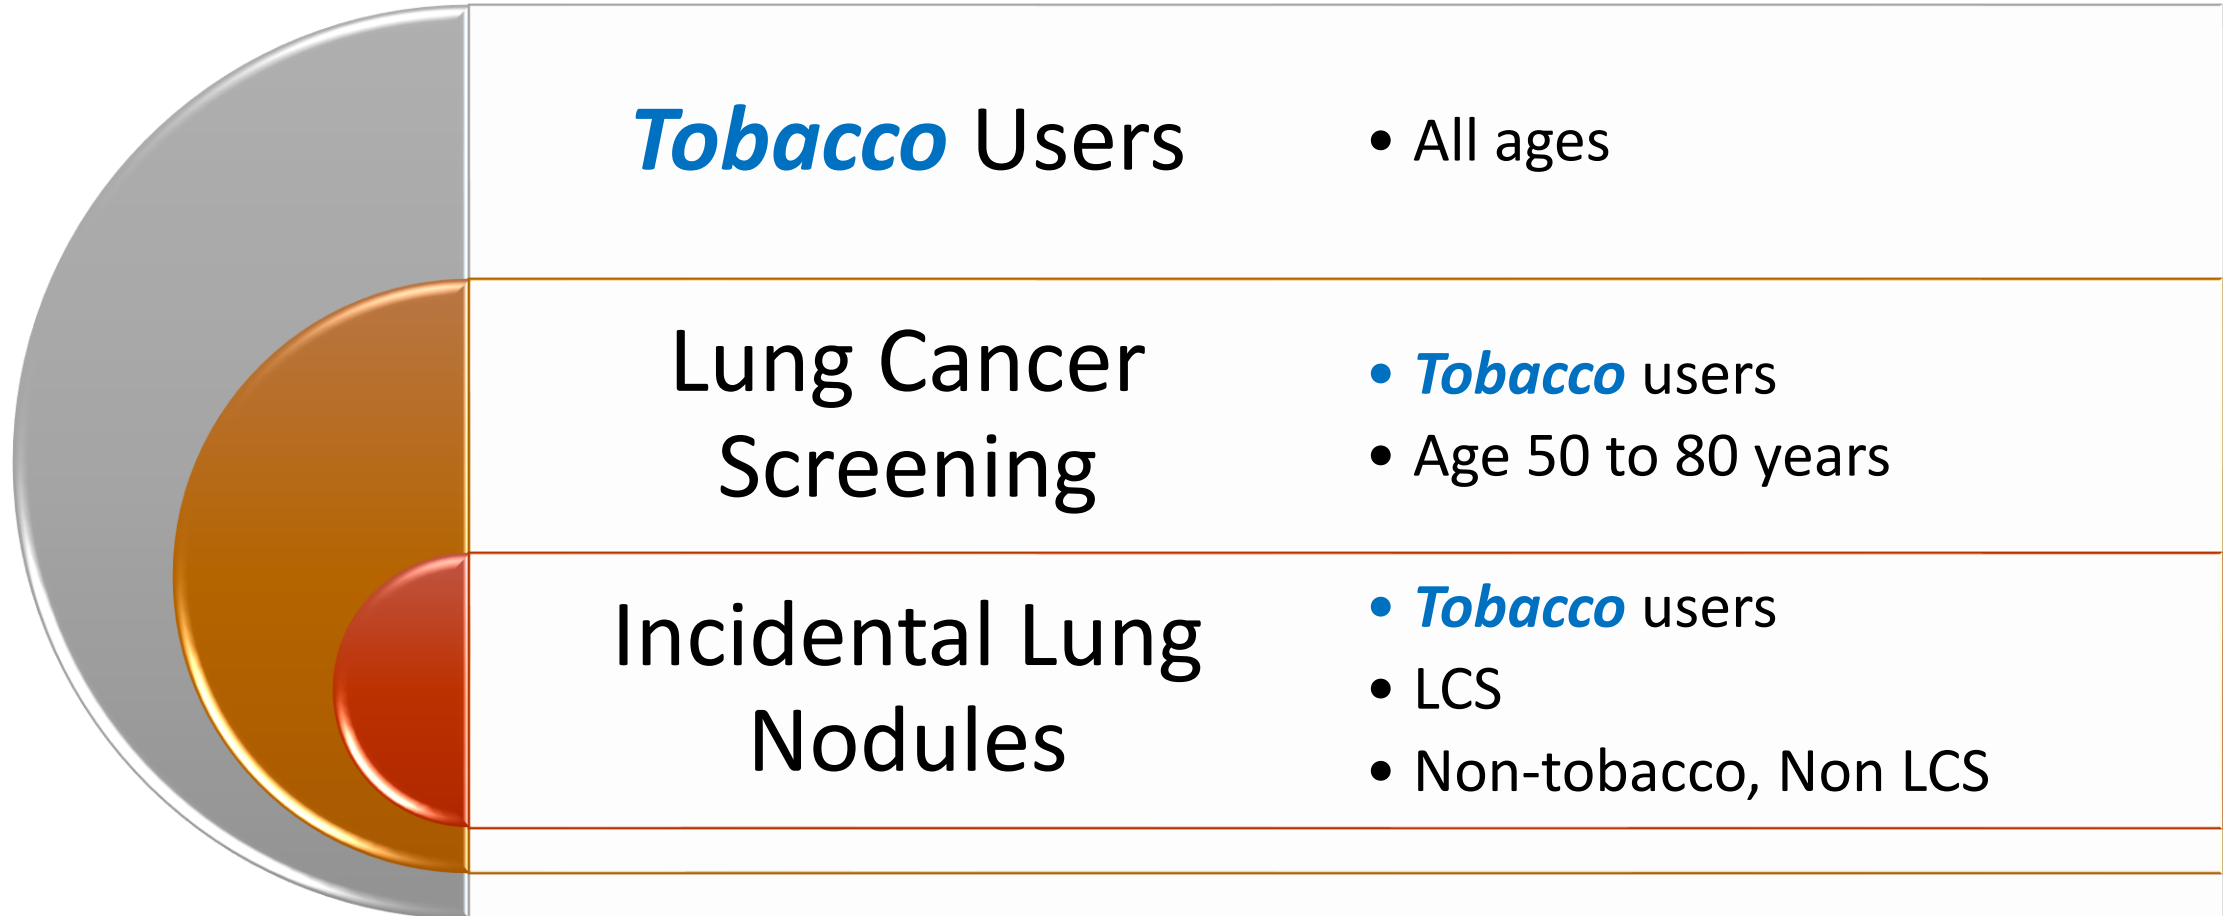 Tobacco Users
• All ages
Lung Cancer
Screening
• Tobacco users
• Age 50 to 80 years
Incidental Lung
Nodules
• Tobacco users
• LCS
• Non-tobacco, Non LCS